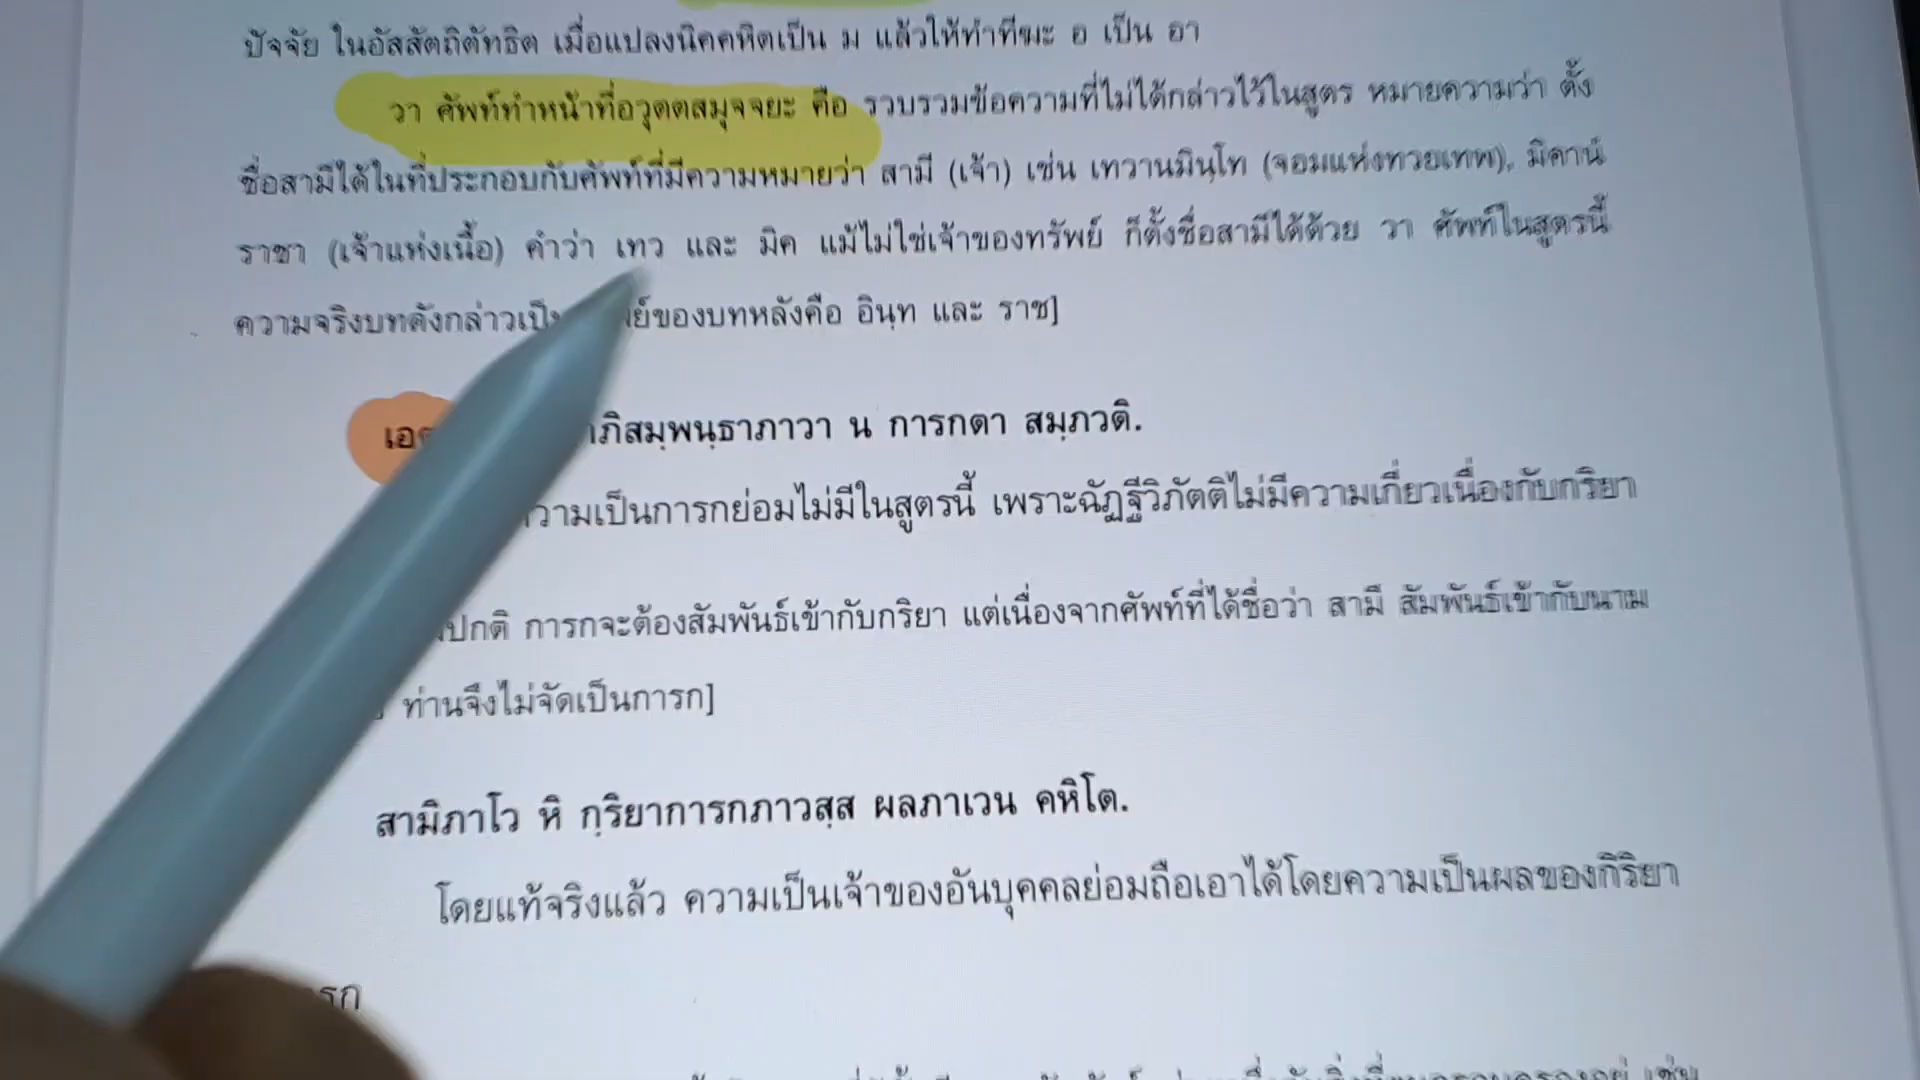 ปัจจัย ในอัสสัตถิตัทธิต เมื่อแปลงนิคคหิตเป็น ม แล้วให้ทำทีฆะ อ เป็น อา
วา ศัพท์ทำหน้าที่อวุตตสมุจจยะ คือ รวบรวมข้อความที่ไม่ได้กล่าวไว้ในสูตร หมายความว่า ตั้ง
ชื่อสามีได้ในที่ประกอบกับศัพท์ที่มีความหมายว่า สามี (เจ้า) เช่น เทวานมินฺโท (จอมแห่งทวยเทพ), มิคานํ
ราชา (เจ้าแห่งเนื้อ) คำว่า เทว และ มิค แม้ไม่ใช่เจ้าของทรัพย์ ก็ตั้งชื่อสามีได้ด้วย วา ศัพท์ในสูตรนี้
ความจริงบทดังกล่าวเป็น ของบทหลังคือ อินฺท และ ราช]
าภิสมฺพนฺธาภาวา น การกตา สมฺภวติ.
ความเป็นการกย่อมไม่มีในสูตรนี้ เพราะฉัฏฐีวิภัตติไม่มีความเกี่ยวเนื่องกับกริยา
ปกติ การกจะต้องสัมพันธ์เข้ากับกริยา แต่เนื่องจากศัพท์ที่ได้ชื่อว่า สามี สัมพันธ์เข้ากับนาม
ท่านจึงไม่จัดเป็นการก]
สามิภาโว หิ กฺริยาการกภาวสฺส ผลภาเวน คหิโต.
โดยแท้จริงแล้ว ความเป็นเจ้าของอันบุคคลย่อมถือเอาได้โดยความเป็นผลของกิริยา